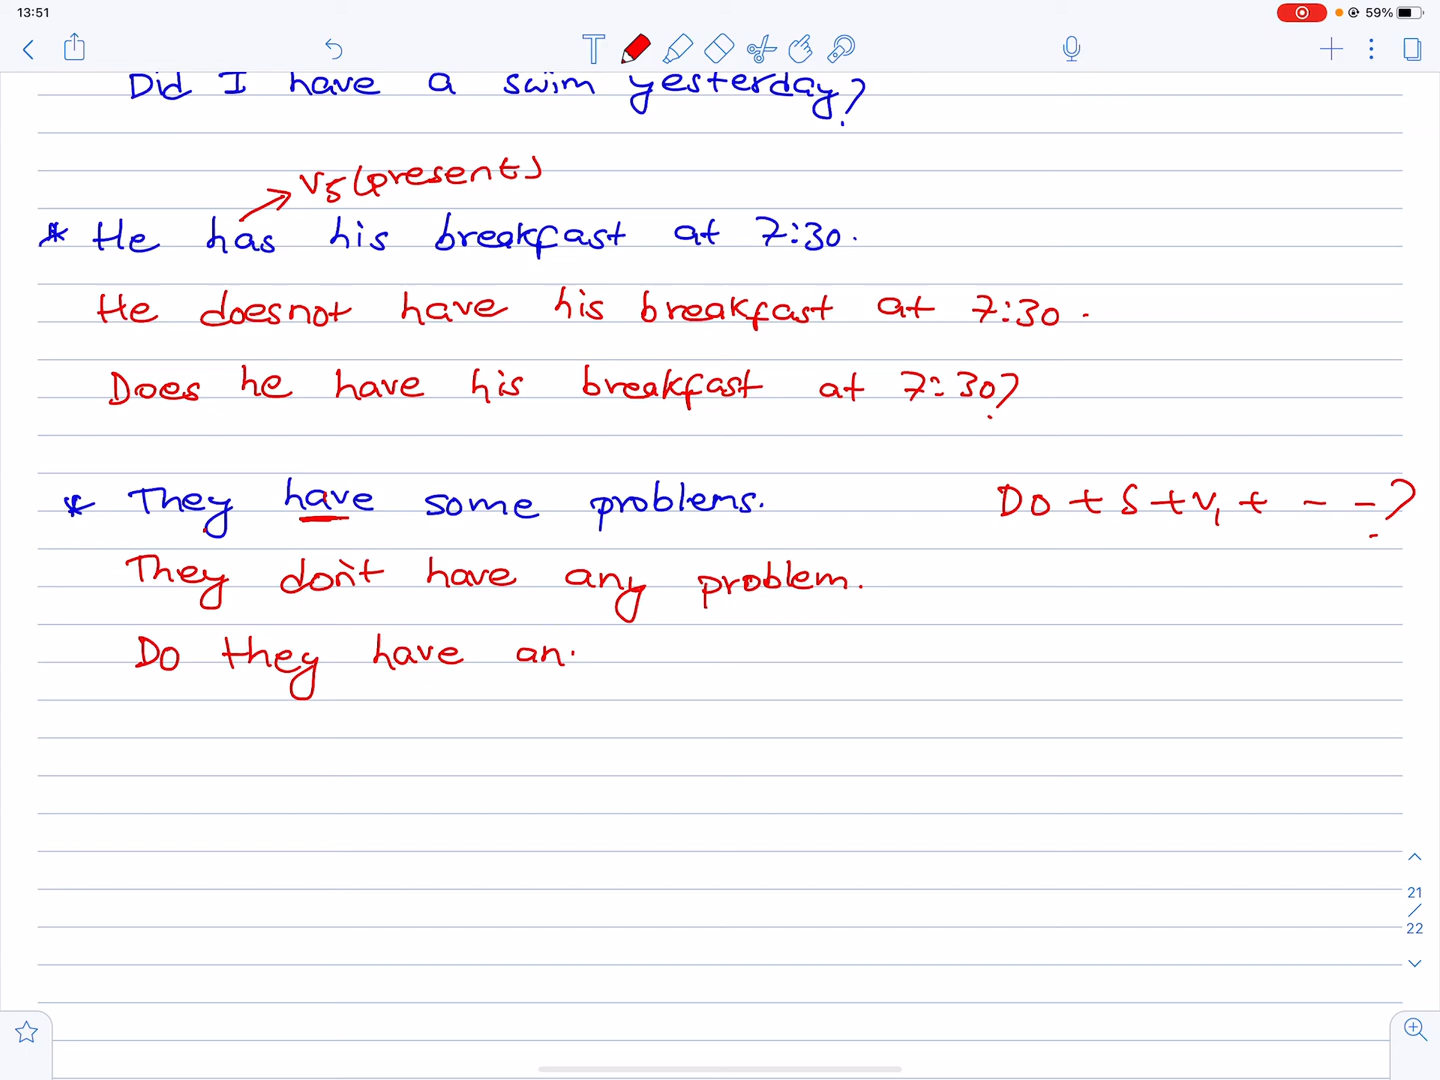 13:51
59%
Did I have a swim yesterday?
V5 (present)
* He has his breakfast at 7:30.
He doesnot have his breakfast at 7:30.
Does he have his breakfast at 7:30?
* They have some problems.
Do + S + V1 + – –?
They don't have any problem.
Do they have an
21
/
22